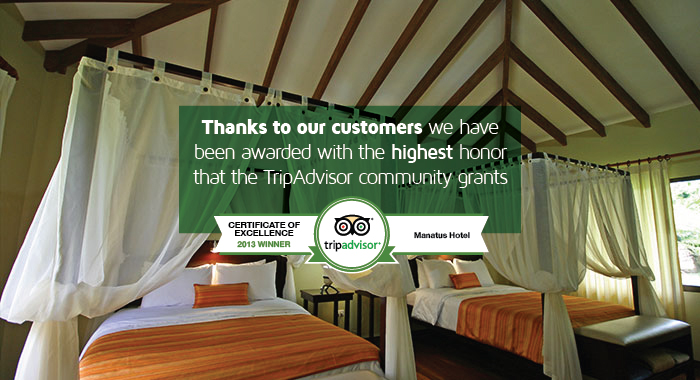 Thanks to our customers we have
been awarded with the highest honor
that the TripAdvisor community grants
CERTIFICATE OF
EXCELLENCE
2013 WINNER
tripadvisor®
Manatus Hotel